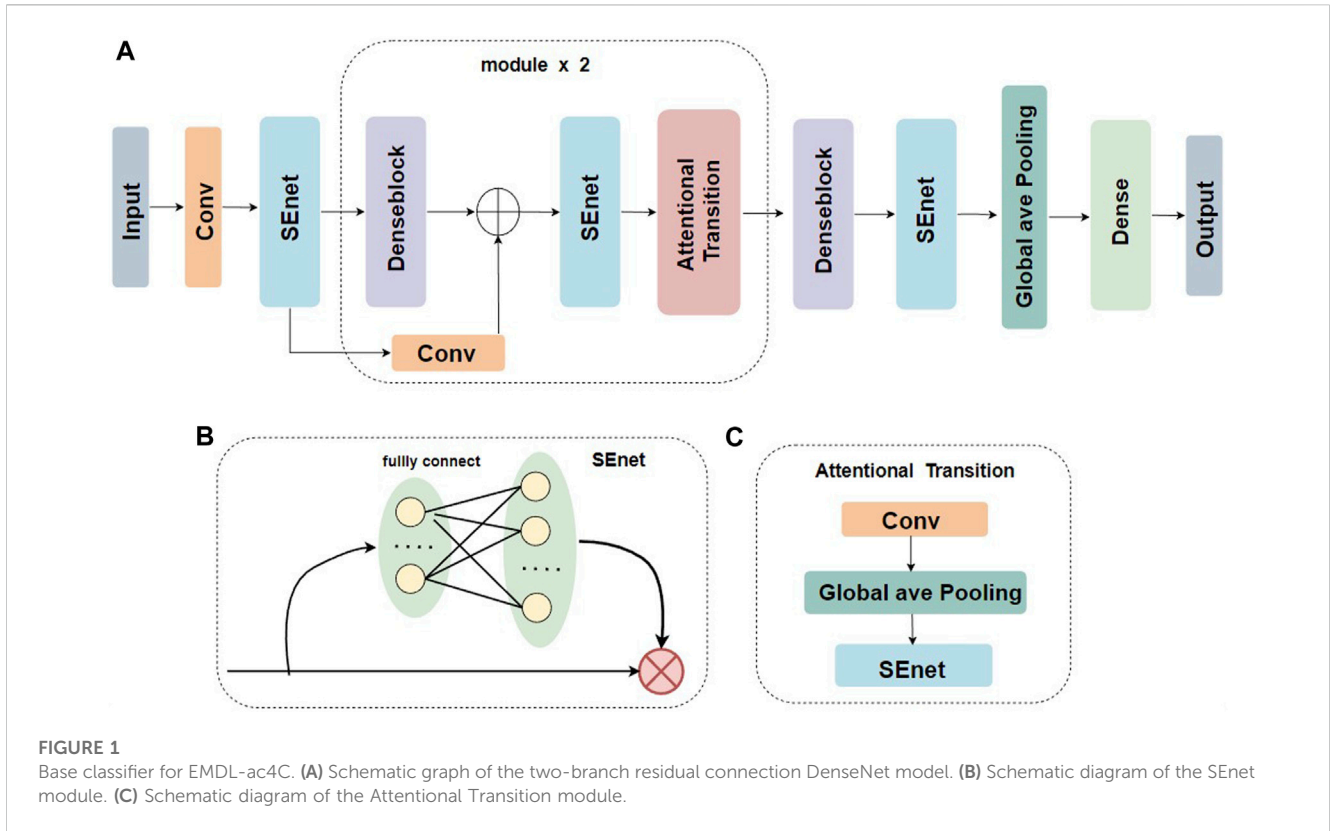 A
module x 2
Input
Conv
SEnet
Denseblock
SEnet
Attentional
Transition
Denseblock
SEnet
Global ave Pooling
Dense
Output
Conv
B
fullly connect
SEnet
. . . .
. . . .
C
Attentional Transition
Conv
Global ave Pooling
SEnet
FIGURE 1
Base classifier for EMDL-ac4C. (A) Schematic graph of the two-branch residual connection DenseNet model. (B) Schematic diagram of the SEnet
module. (C) Schematic diagram of the Attentional Transition module.